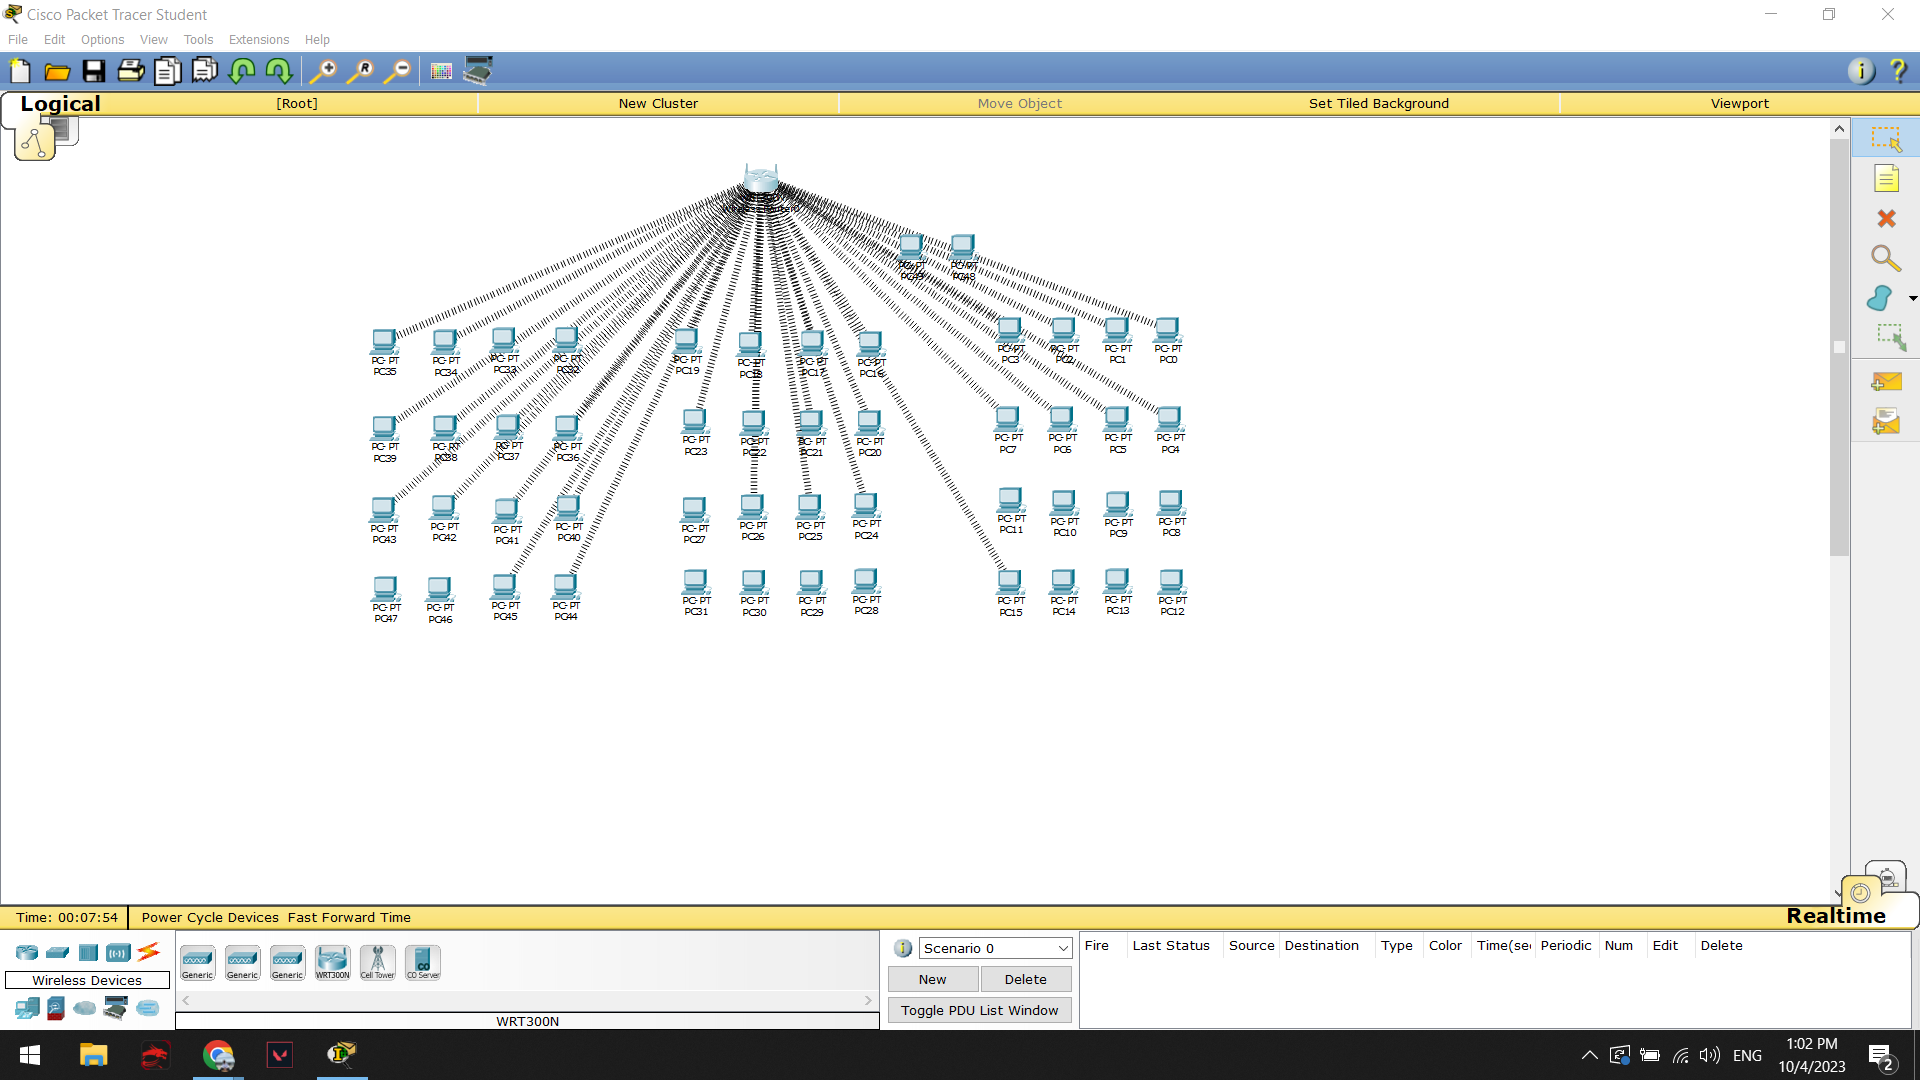 Cisco Packet Tracer Student
File Edit Options View Tools Extensions Help
Logical [Root] New Cluster Move Object Set Tiled Background Viewport
PC-PT PC-PT
PC49 PC48
PC-PT PC-PT PC-PT PC-PT PC-PT PC-PT PC-PT PC-PT PC-PT PC-PT PC-PT PC-PT
PC35 PC34 PC33 PC32 PC19 PC18 PC17 PC16 PC3 PC2 PC1 PC0
PC-PT PC-PT PC-PT PC-PT PC-PT PC-PT PC-PT PC-PT PC-PT PC-PT PC-PT PC-PT
PC39 PC38 PC37 PC36 PC23 PC22 PC21 PC20 PC7 PC6 PC5 PC4
PC-PT PC-PT PC-PT PC-PT PC-PT PC-PT PC-PT PC-PT PC-PT PC-PT PC-PT PC-PT
PC43 PC42 PC41 PC40 PC27 PC26 PC25 PC24 PC11 PC10 PC9 PC8
PC-PT PC-PT PC-PT PC-PT PC-PT PC-PT PC-PT PC-PT PC-PT PC-PT PC-PT PC-PT
PC47 PC46 PC45 PC44 PC31 PC30 PC29 PC28 PC15 PC14 PC13 PC12
Time: 00:07:54 Power Cycle Devices Fast Forward Time Realtime
Scenario 0 Fire Last Status Source Destination Type Color Time(se Periodic Num Edit Delete
Generic Generic Generic WRT300N Cell Tower CO Server
Wireless Devices New Delete
Toggle PDU List Window
WRT300N
ENG 1:02 PM
10/4/2023 2